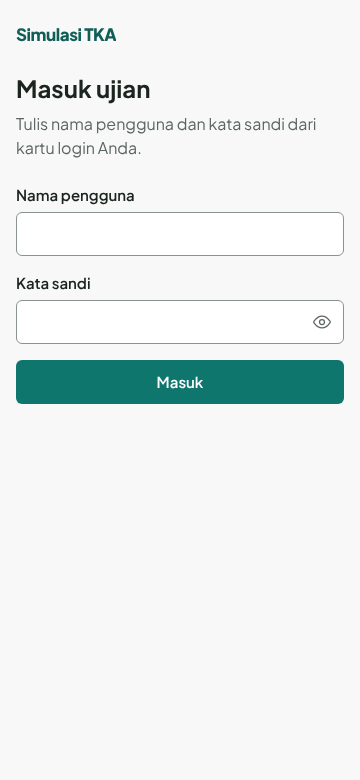 Simulasi TKA
Masuk ujian
Tulis nama pengguna dan kata sandi dari
kartu login Anda.
Nama pengguna
Kata sandi
Masuk